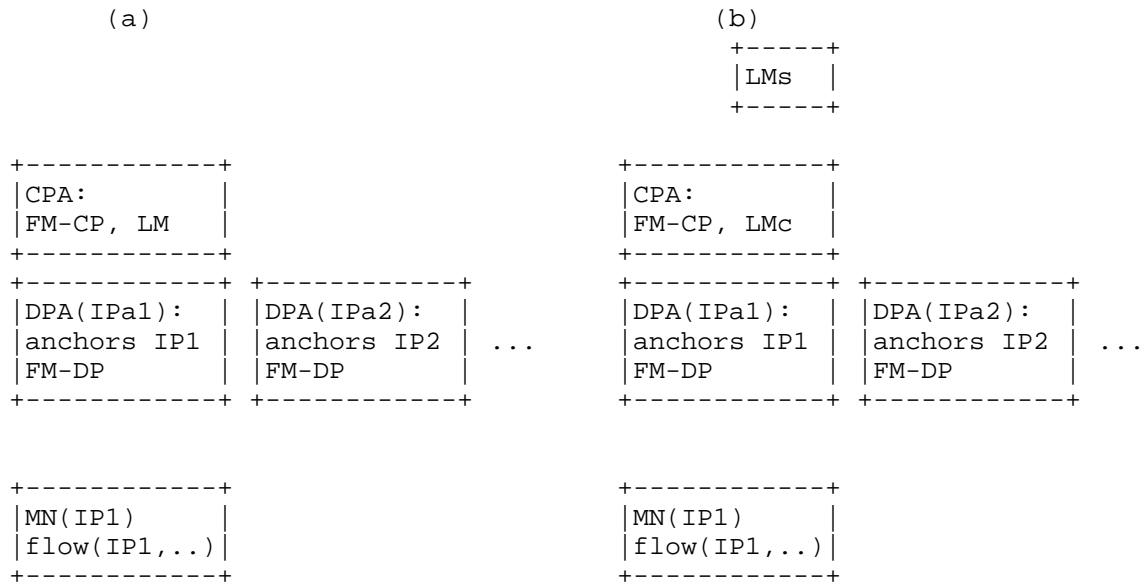 (a)                                        (b)
                                            +-----+
                                            |LMs  |
                                            +-----+

+------------+                       +------------+
|CPA:        |                       |CPA:        |
|FM-CP, LM   |                       |FM-CP, LMc  |
+------------+                       +------------+
+------------+ +------------+        +------------+ +------------+
|DPA(IPa1):  | |DPA(IPa2):  |        |DPA(IPa1):  | |DPA(IPa2):  |
|anchors IP1 | |anchors IP2 | ...    |anchors IP1 | |anchors IP2 | ...
|FM-DP       | |FM-DP       |        |FM-DP       | |FM-DP       |
+------------+ +------------+        +------------+ +------------+

+------------+                       +------------+
|MN(IP1)     |                       |MN(IP1)     |
|flow(IP1,..)|                       |flow(IP1,..)|
+------------+                       +------------+